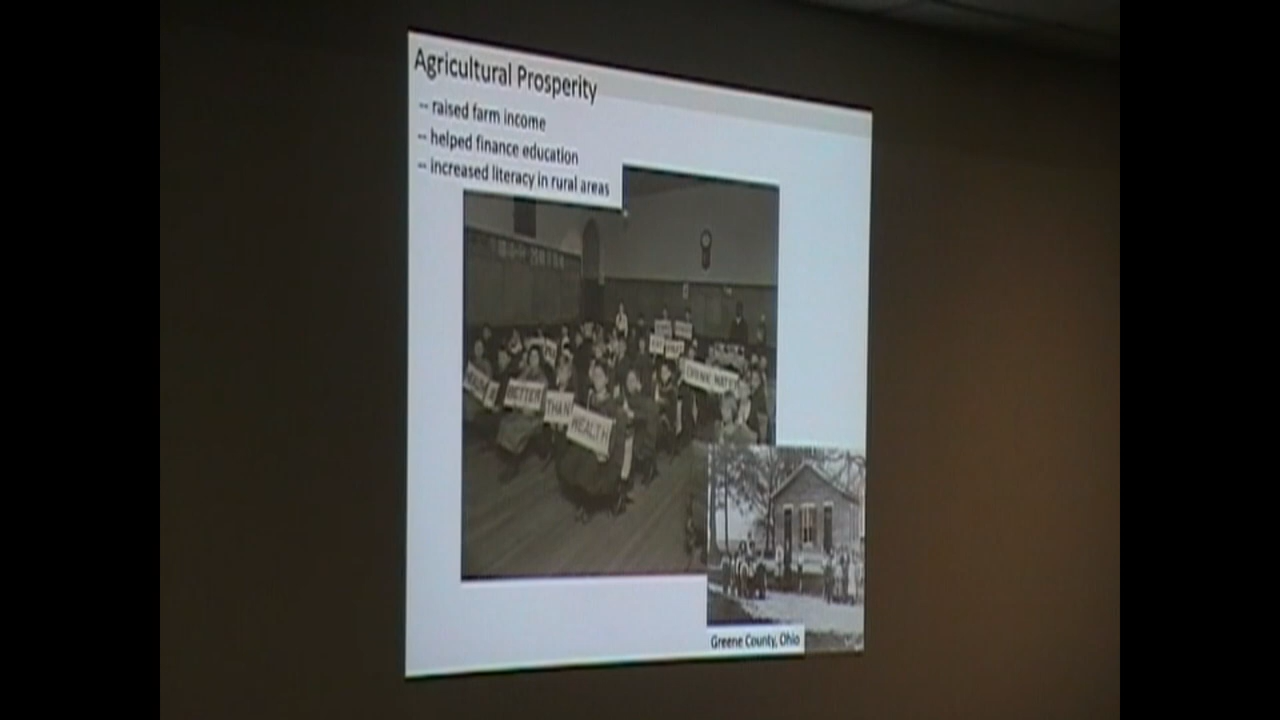 Agricultural Prosperity
-- raised farm income
-- helped finance education
-- increased literacy in rural areas
BETTER
THAN
WEALTH
DRINK
Greene County, Ohio